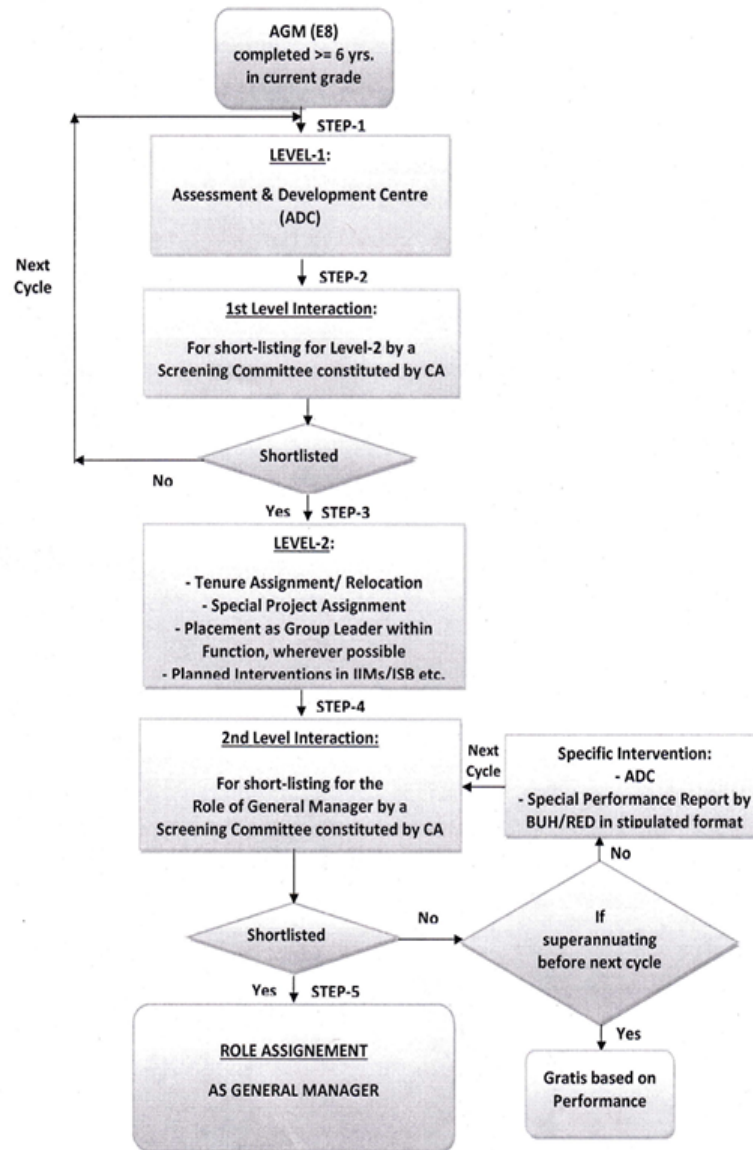 AGM (E8)
completed >= 6 yrs.
in current grade
STEP-1
LEVEL-1:
Assessment & Development Centre
(ADC)
Next
Cycle
STEP-2
1st Level Interaction:
For short-listing for Level-2 by a
Screening Committee constituted by CA
Shortlisted
No
Yes
STEP-3
LEVEL-2:
- Tenure Assignment/ Relocation
- Special Project Assignment
- Placement as Group Leader within
Function, wherever possible
- Planned Interventions in IIMs/ISB etc.
STEP-4
2nd Level Interaction:
For short-listing for the
Role of General Manager by a
Screening Committee constituted by CA
Next
Cycle
Specific Intervention:
- ADC
- Special Performance Report by
BUH/RED in stipulated format
No
Shortlisted
No
If
superannuating
before next cycle
Yes
STEP-5
Yes
ROLE ASSIGNEMENT
AS GENERAL MANAGER
Gratis based on
Performance